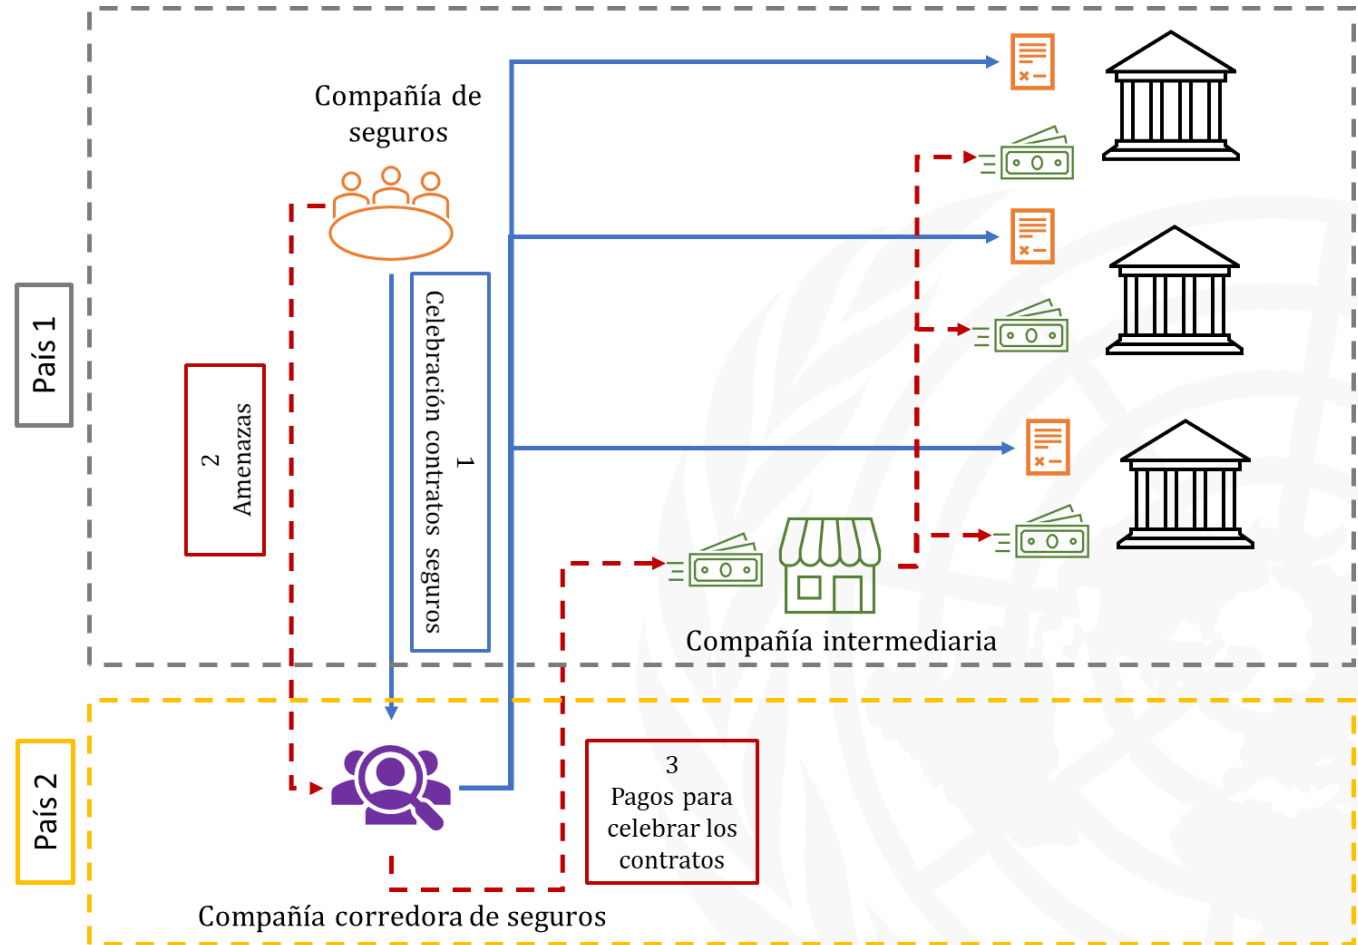 Compañía de
seguros
País 1
2
Amenazas
1
Celebración contratos seguros
Compañía intermediaria
País 2
3
Pagos para
celebrar los
contratos
Compañía corredora de seguros